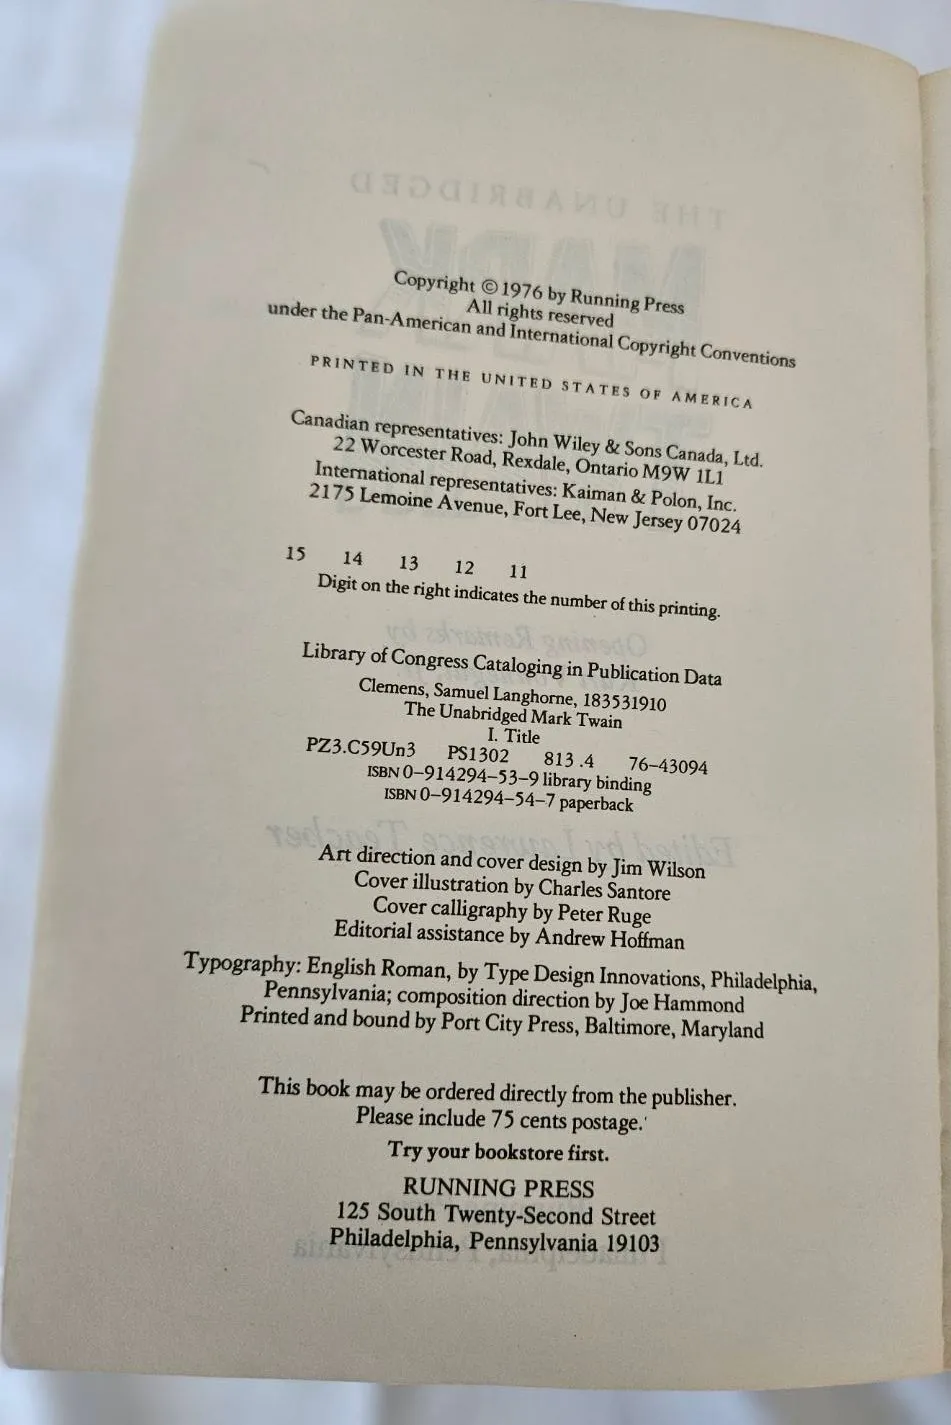 Copyright © 1976 by Running Press
All rights reserved
under the Pan-American and International Copyright Conventions
PRINTED IN THE UNITED STATES OF AMERICA
Canadian representatives: John Wiley & Sons Canada, Ltd.
22 Worcester Road, Rexdale, Ontario M9W 1L1
International representatives: Kaiman & Polon, Inc.
2175 Lemoine Avenue, Fort Lee, New Jersey 07024
15 14 13 12 11
Digit on the right indicates the number of this printing.
Library of Congress Cataloging in Publication Data
Clemens, Samuel Langhorne, 183531910
The Unabridged Mark Twain
I. Title
PZ3.C59Un3 PS1302 813 .4 76-43094
ISBN 0-914294-53-9 library binding
ISBN 0-914294-54-7 paperback
Art direction and cover design by Jim Wilson
Cover illustration by Charles Santore
Cover calligraphy by Peter Ruge
Editorial assistance by Andrew Hoffman
Typography: English Roman, by Type Design Innovations, Philadelphia,
Pennsylvania; composition direction by Joe Hammond
Printed and bound by Port City Press, Baltimore, Maryland
This book may be ordered directly from the publisher.
Please include 75 cents postage.
Try your bookstore first.
RUNNING PRESS
125 South Twenty-Second Street
Philadelphia, Pennsylvania 19103